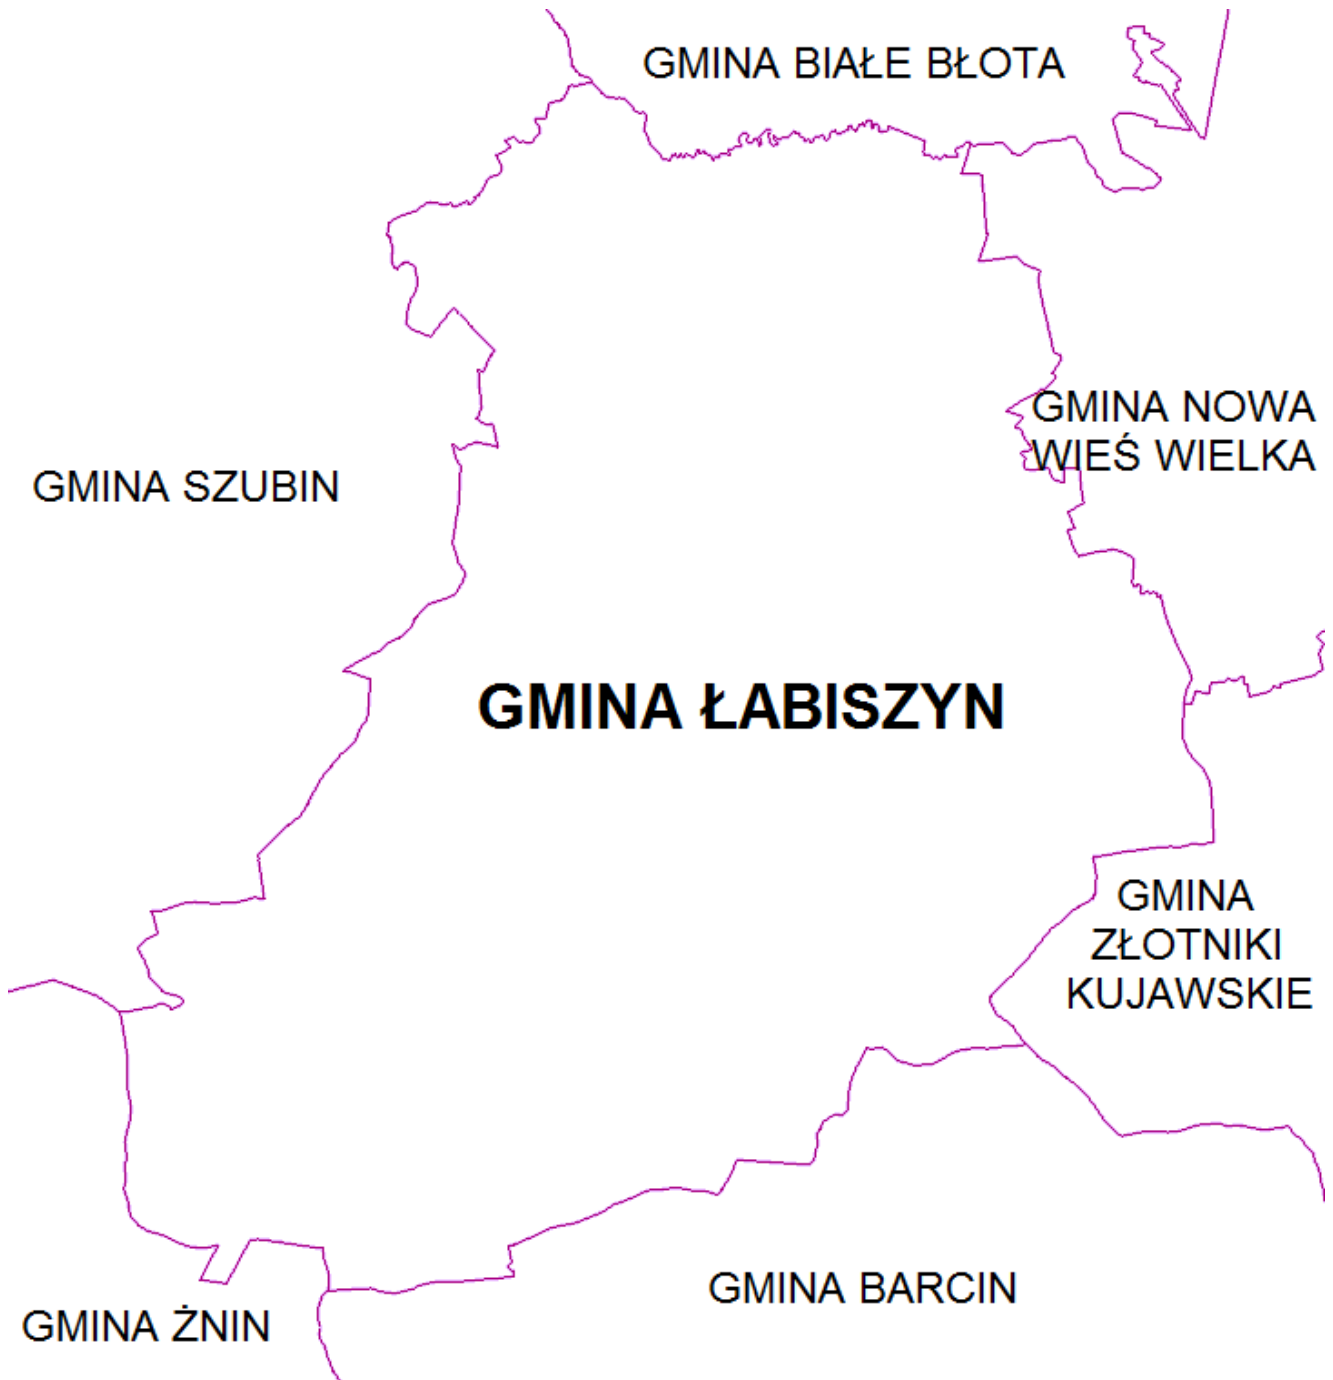 GMINA BIAŁE BŁOTA
GMINA NOWA
WIEŚ WIELKA
GMINA SZUBIN
GMINA ŁABISZYN
GMINA
ZŁOTNIKI
KUJAWSKIE
GMINA BARCIN
GMINA ŻNIN